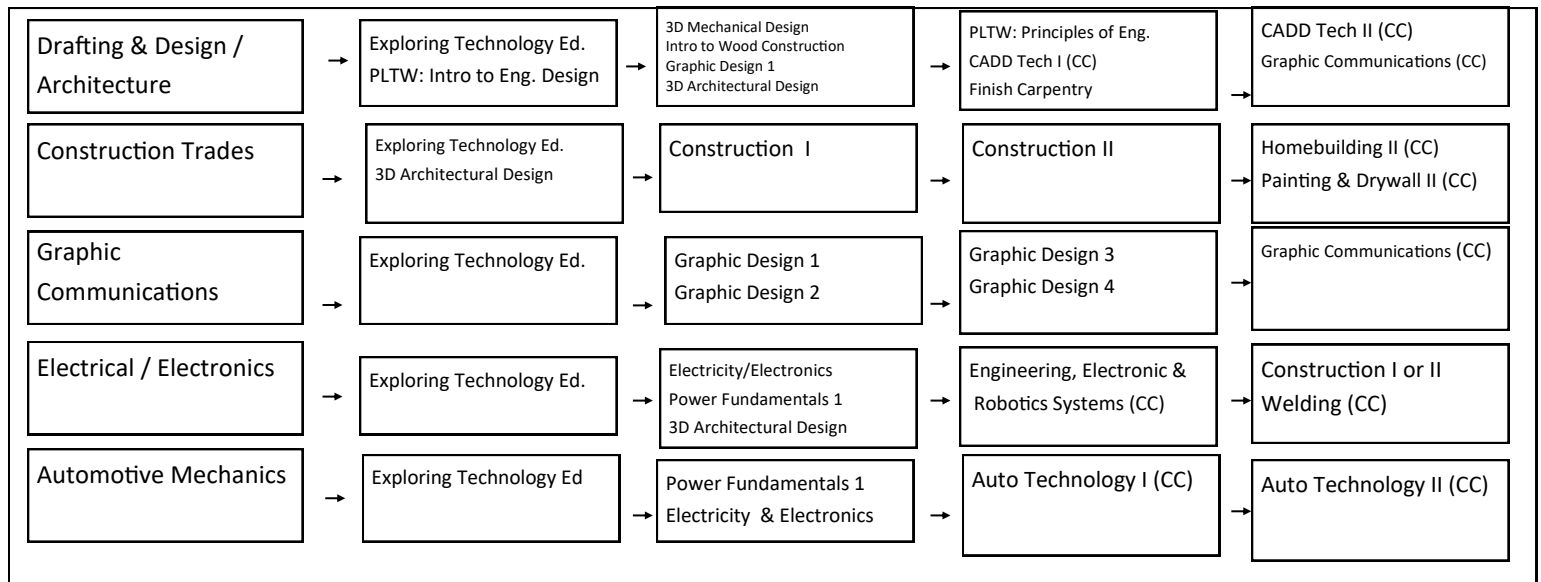 Drafting & Design /
Architecture
Exploring Technology Ed.
PLTW: Intro to Eng. Design
3D Mechanical Design
Intro to Wood Construction
Graphic Design 1
3D Architectural Design
PLTW: Principles of Eng.
CADD Tech I (CC)
Finish Carpentry
CADD Tech II (CC)
Graphic Communications (CC)
Construction Trades
Exploring Technology Ed.
3D Architectural Design
Construction I
Construction II
Homebuilding II (CC)
Painting & Drywall II (CC)
Graphic
Communications
Exploring Technology Ed.
Graphic Design 1
Graphic Design 2
Graphic Design 3
Graphic Design 4
Graphic Communications (CC)
Electrical / Electronics
Exploring Technology Ed.
Electricity/Electronics
Power Fundamentals 1
3D Architectural Design
Engineering, Electronic &
Robotics Systems (CC)
Construction I or II
Welding (CC)
Automotive Mechanics
Exploring Technology Ed
Power Fundamentals 1
Electricity & Electronics
Auto Technology I (CC)
Auto Technology II (CC)